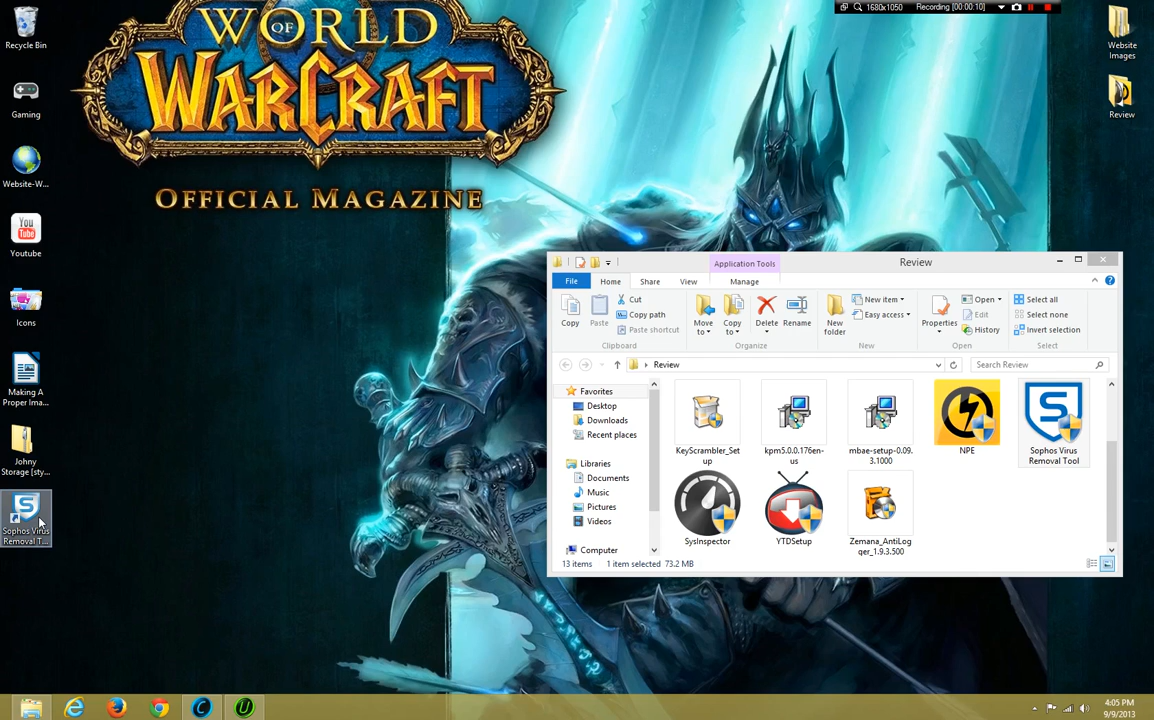 Recycle Bin
Gaming
Website-W...
You
Tube
Youtube
Icons
Making A
Proper Ima...
Johny
Storage [sty...
S
Sophos Virus
Removal T...
WORLD
OF
WARCRAFT
OFFICIAL MAGAZINE
1680x1050
Recording [00:00:10]
Website
Images
Review
Application Tools
Review
File
Home
Share
View
Manage
Copy
Paste
Cut
Copy path
Paste shortcut
Clipboard
Move
to
Copy
to
Delete
Rename
Organize
New
folder
New item
Easy access
New
Properties
Open
Edit
History
Open
Select all
Select none
Invert selection
Select
Review
Search Review
Favorites
Desktop
Downloads
Recent places
Libraries
Documents
Music
Pictures
Videos
Computer
KeyScrambler_Set
up
kpm5.0.0.176en-
us
mbae-setup-0.09.
3.1000
NPE
S
Sophos Virus
Removal Tool
SysInspector
YTDSetup
Zemana_AntiLog
ger_1.9.3.500
13 items
1 item selected 73.2 MB
4:05 PM
9/9/2013